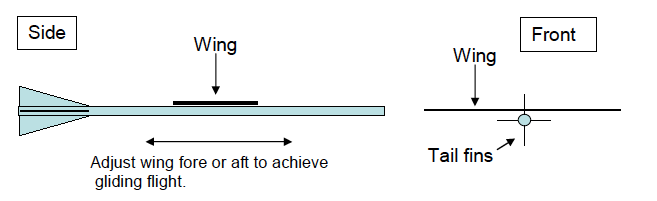 Side
Wing
Adjust wing fore or aft to achieve
gliding flight.
Front
Wing
Tail fins